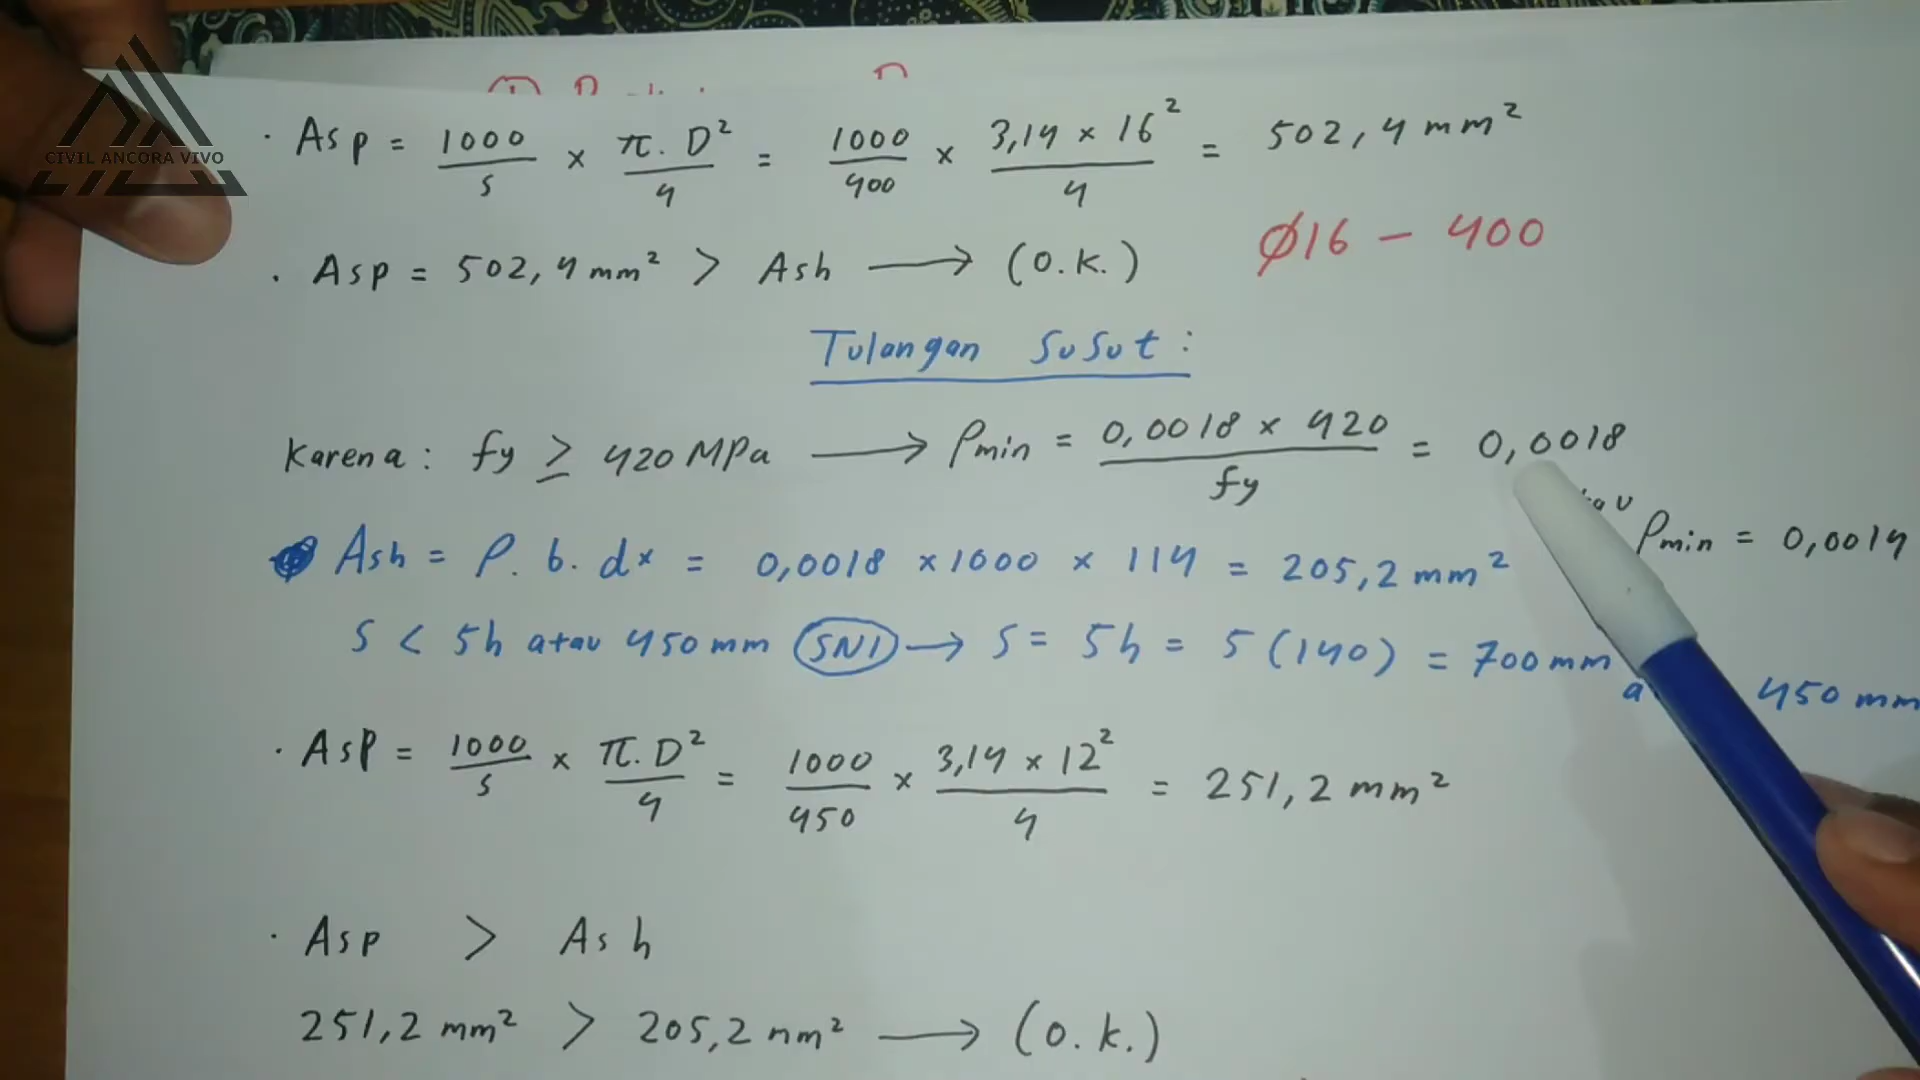 CIVIL ANCORA VIVO
· Asp = 1000/s × π. D²/4 = 1000/400 × 3,14 × 16²/4 = 502,4 mm²
Ø16 - 400
· Asp = 502,4 mm² > Ash → (O.K.)
Tulangan Susut :
Karena : fy ≥ 420 MPa → ρmin = 0,0018 × 420/fy = 0,0018
ρmin = 0,0014
Ash = ρ. b. dx = 0,0018 × 1000 × 114 = 205,2 mm²
S < 5h atau 450 mm SNI → S = 5h = 5 (140) = 700 mm
450 mm
· Asp = 1000/s × π. D²/4 = 1000/450 × 3,14 × 12²/4 = 251,2 mm²
· Asp > Ash
251,2 mm² > 205,2 mm² → (O.K.)